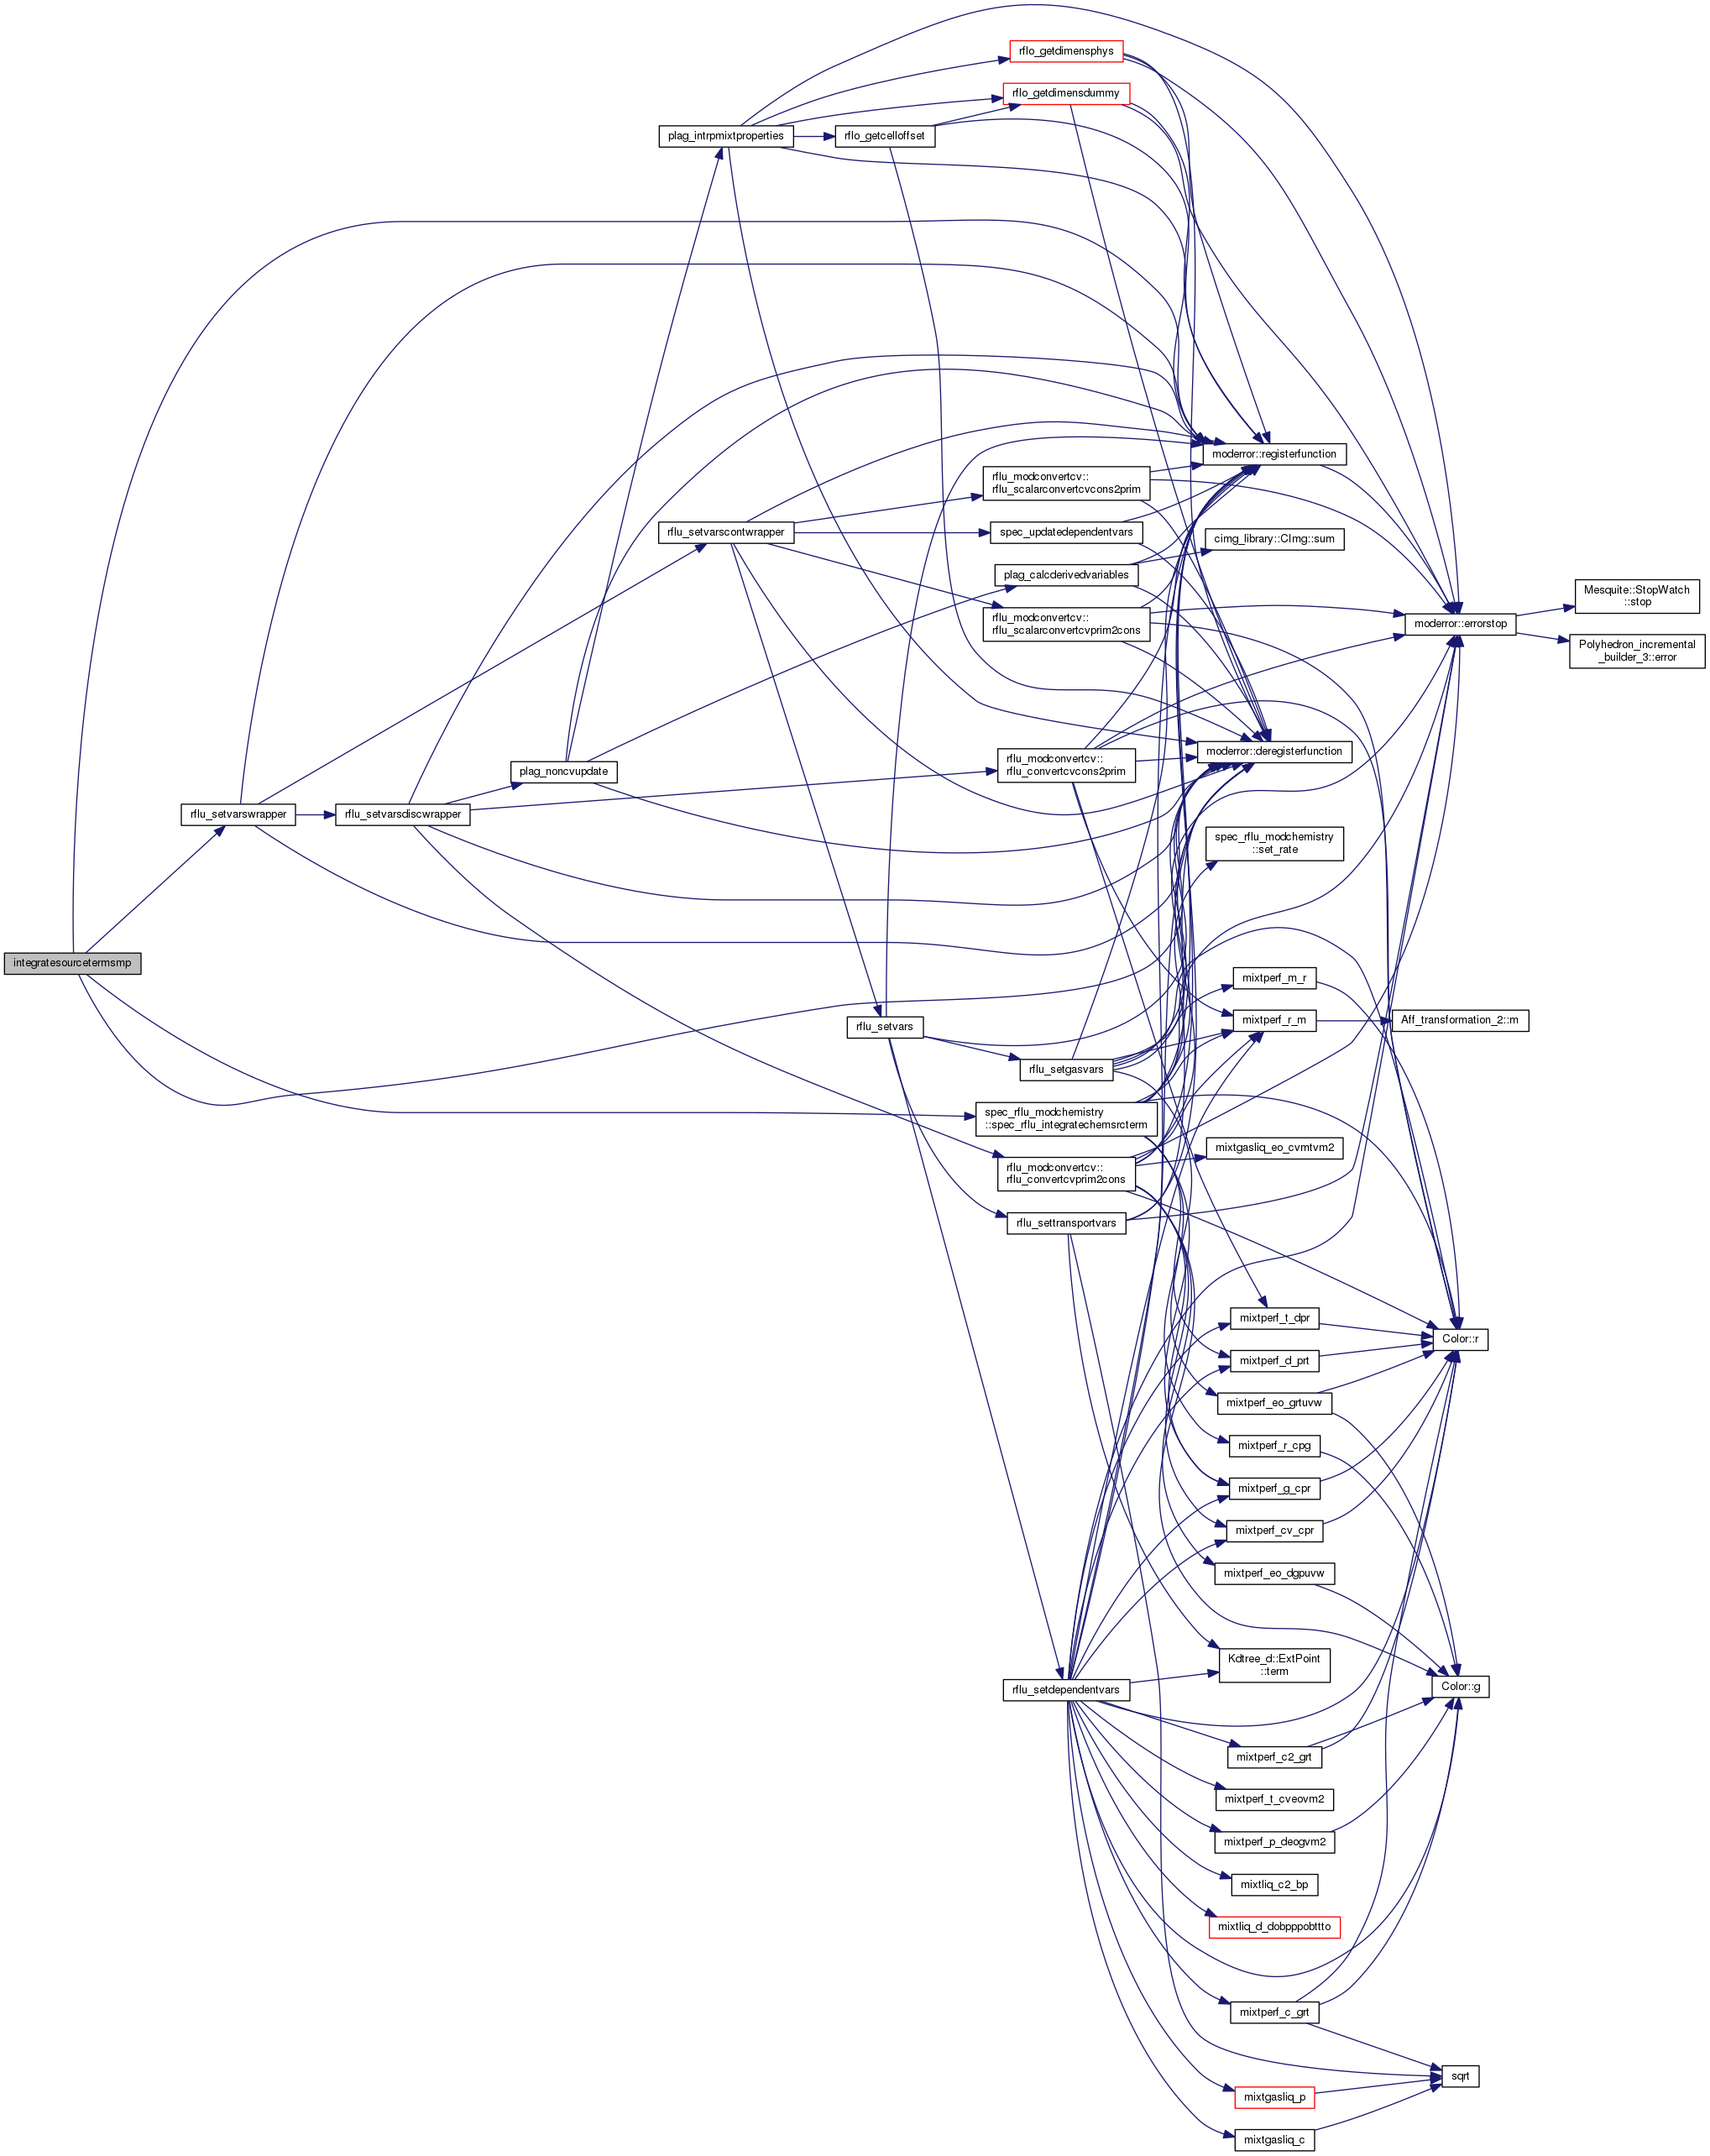 rflo_getdimensphys
rflo_getdimensdummy
plag_intrpmixtproperties
rflo_getcelloffset
moderror::registerfunction
rflu_modconvertcv::
rflu_scalarconvertcvcons2prim
rflu_setvarscontwrapper
spec_updatedependentvars
cimg_library::CImg::sum
plag_calcderivedvariables
Mesquite::StopWatch
::stop
rflu_modconvertcv::
rflu_scalarconvertcvprim2cons
moderror::errorstop
Polyhedron_incremental
_builder_3::error
moderror::deregisterfunction
rflu_modconvertcv::
rflu_convertcvcons2prim
plag_noncvupdate
rflu_setvarswrapper
rflu_setvarsdiscwrapper
spec_rflu_modchemistry
::set_rate
integratesourcetermsmp
mixtperf_m_r
rflu_setvars
mixtperf_r_m
Aff_transformation_2::m
rflu_setgasvars
spec_rflu_modchemistry
::spec_rflu_integratechemsrcterm
mixtgasliq_eo_cvmtvm2
rflu_modconvertcv::
rflu_convertcvprim2cons
rflu_settransportvars
mixtperf_t_dpr
Color::r
mixtperf_d_prt
mixtperf_eo_grtuvw
mixtperf_r_cpg
mixtperf_g_cpr
mixtperf_cv_cpr
mixtperf_eo_dgpuvw
Kdtree_d::ExtPoint
::term
rflu_setdependentvars
Color::g
mixtperf_c2_grt
mixtperf_t_cveovm2
mixtperf_p_deogvm2
mixtliq_c2_bp
mixtliq_d_dobpppobttto
mixtperf_c_grt
sqrt
mixtgasliq_p
mixtgasliq_c